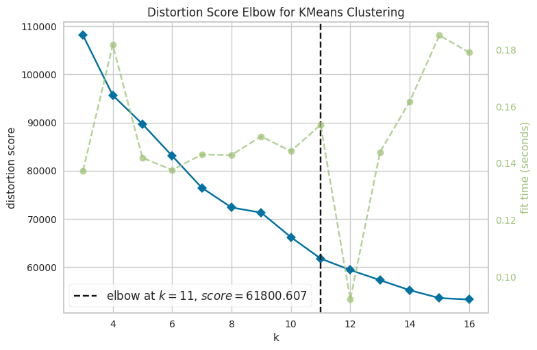 Distortion Score Elbow for KMeans Clustering
110000
100000
90000
80000
70000
60000
distortion score
0.18
0.16
0.14
0.12
0.10
fit time (seconds)
elbow at k = 11, score = 61800.607
4 6 8 10 12 14 16
k